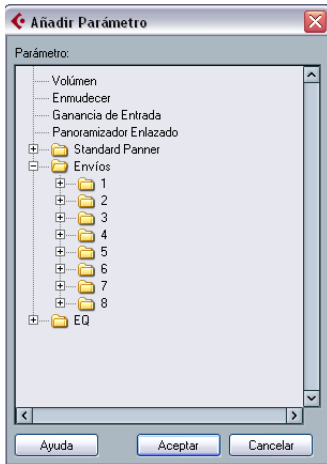 Añadir Parámetro
Parámetro:
Volúmen
Enmudecer
Ganancia de Entrada
Panoramizador Enlazado
Standard Panner
Envíos
1
2
3
4
5
6
7
8
EQ
Ayuda Aceptar Cancelar